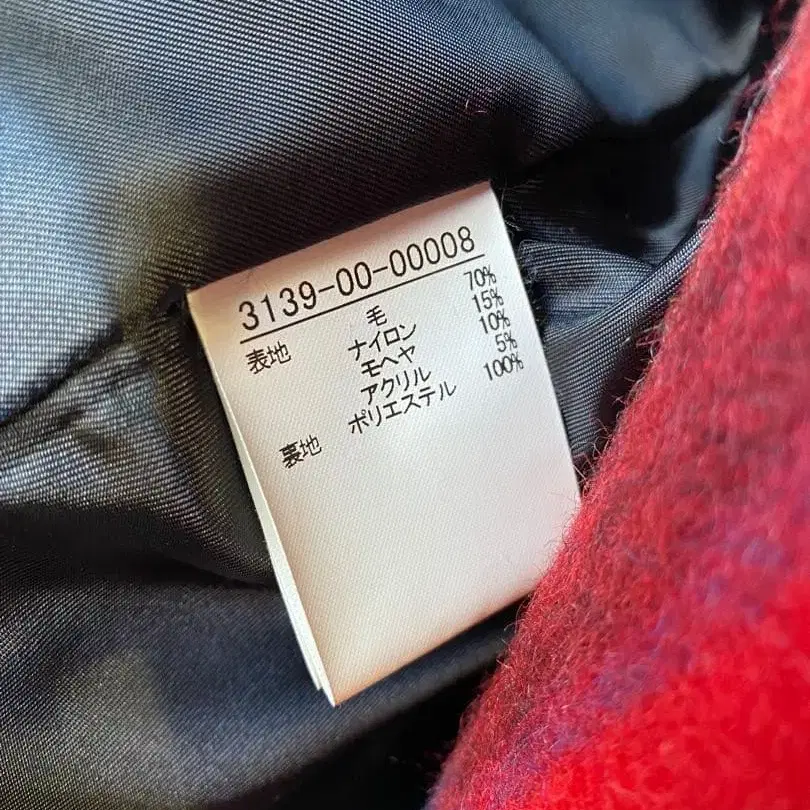 3139-00-00008
表地 毛 70%
ナイロン 15%
モヘヤ 10%
アクリル 5%
裏地 ポリエステル 100%